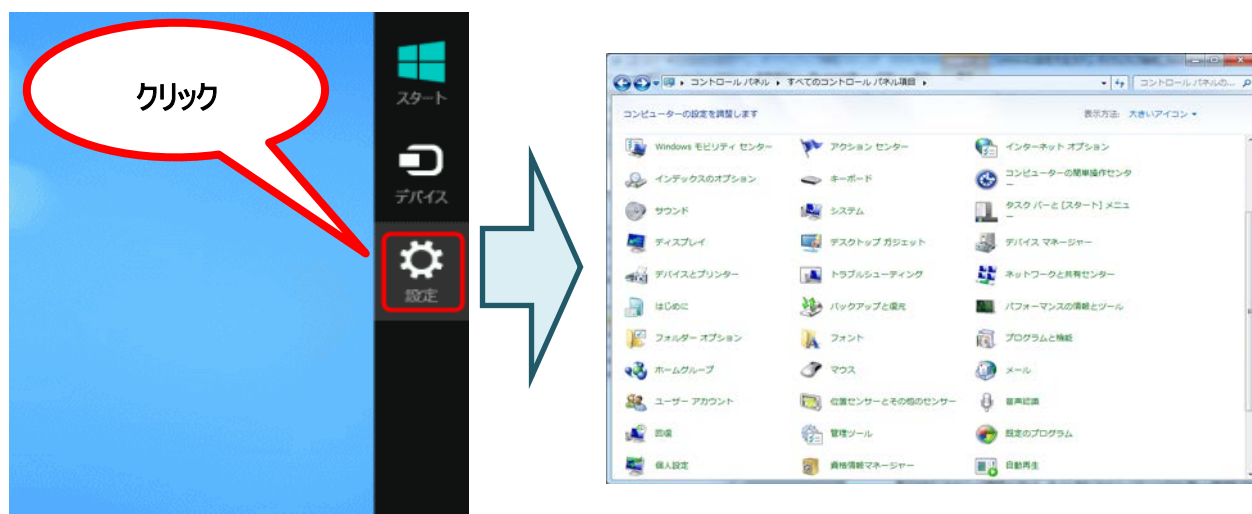 クリック
スタート
デバイス
設定
コントロール パネル ▸ すべてのコントロール パネル項目 ▸
コントロール パネルの...
コンピューターの設定を調整します
表示方法: 大きいアイコン
Windows モビリティ センター
アクション センター
インターネット オプション
インデックスのオプション
キーボード
コンピューターの簡単操作センタ
ー
サウンド
システム
タスク バーと [スタート] メニュ
ー
ディスプレイ
デスクトップ ガジェット
デバイス マネージャー
デバイスとプリンター
トラブルシューティング
ネットワークと共有センター
はじめに
バックアップと復元
パフォーマンスの情報とツール
フォルダー オプション
フォント
プログラムと機能
ホームグループ
マウス
メール
ユーザー アカウント
位置センサーとその他のセンサー
音声認識
回復
管理ツール
既定のプログラム
個人設定
資格情報マネージャー
自動再生